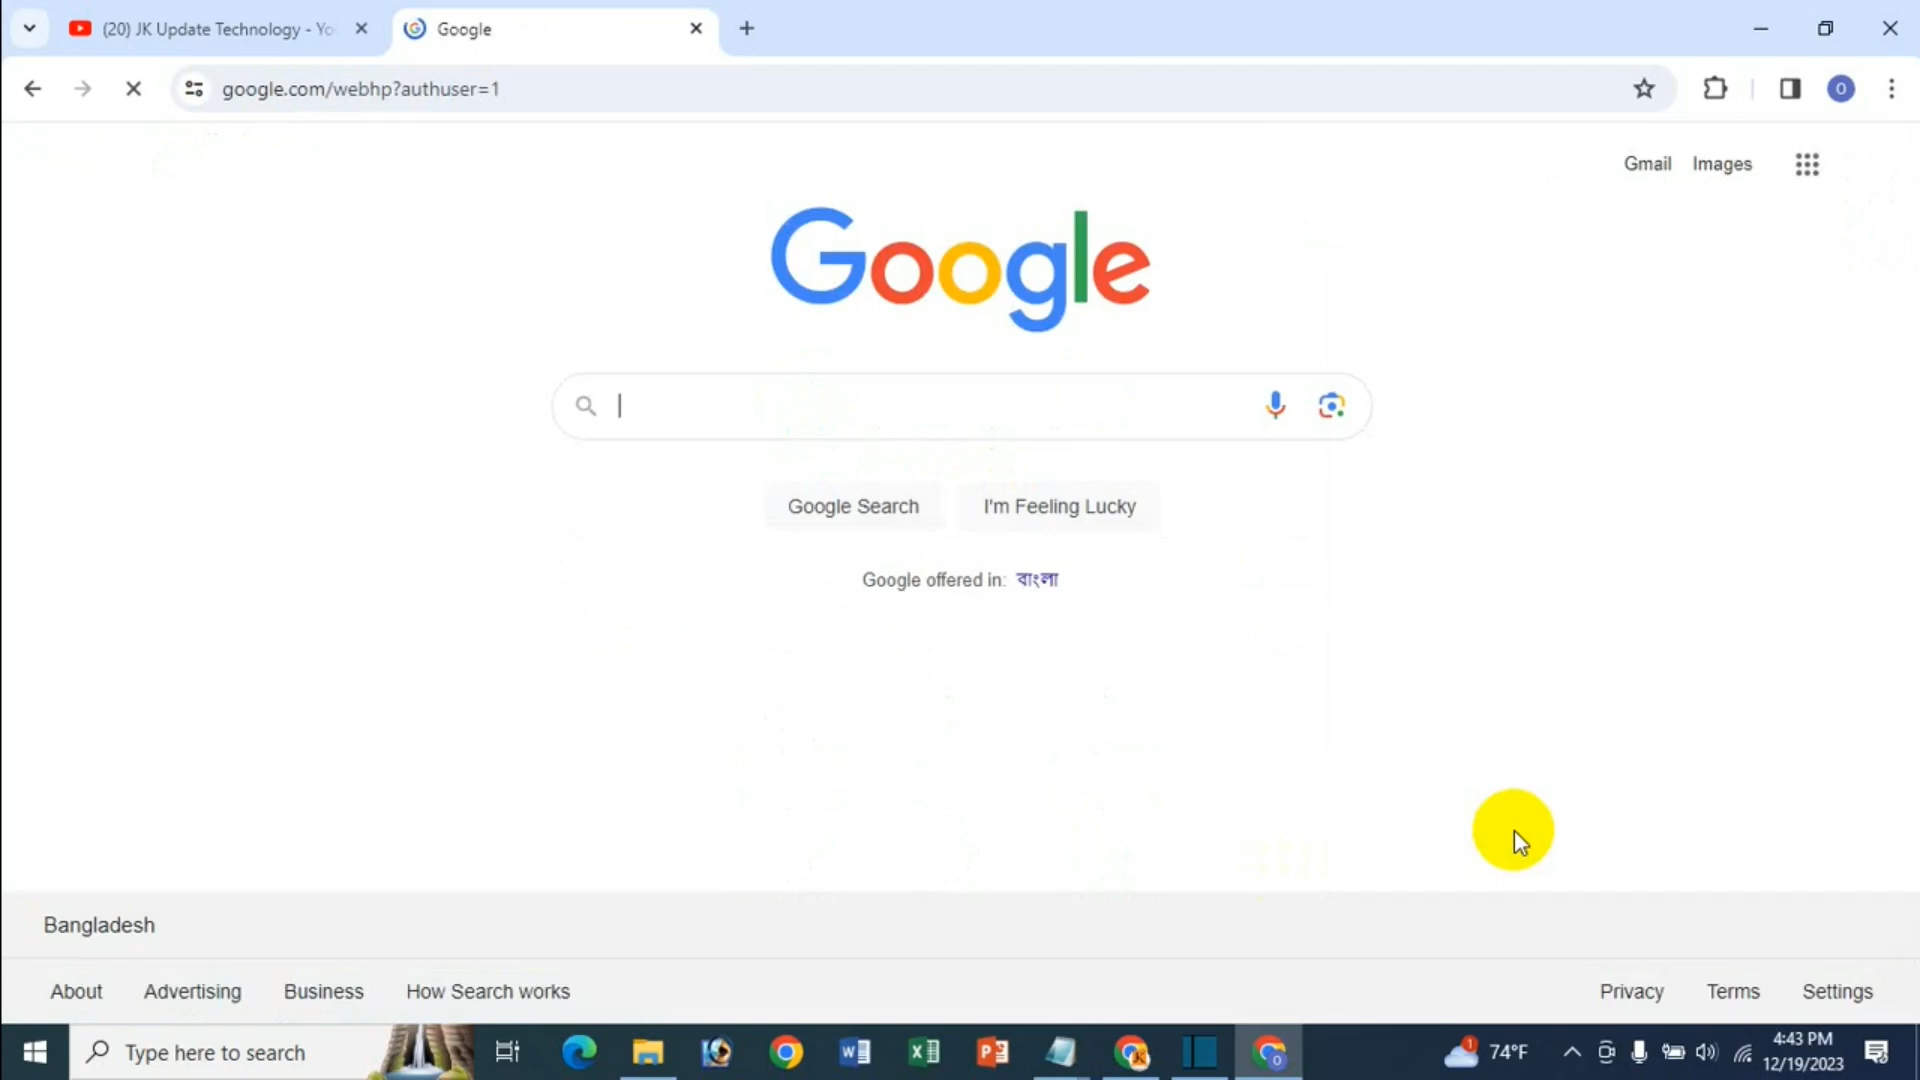 (20) JK Update Technology - Yo
Google
google.com/webhp?authuser=1
Gmail Images
Google
Google Search I'm Feeling Lucky
Google offered in: বাংলা
Bangladesh
About Advertising Business How Search works Privacy Terms Settings
Type here to search
74°F
4:43 PM
12/19/2023